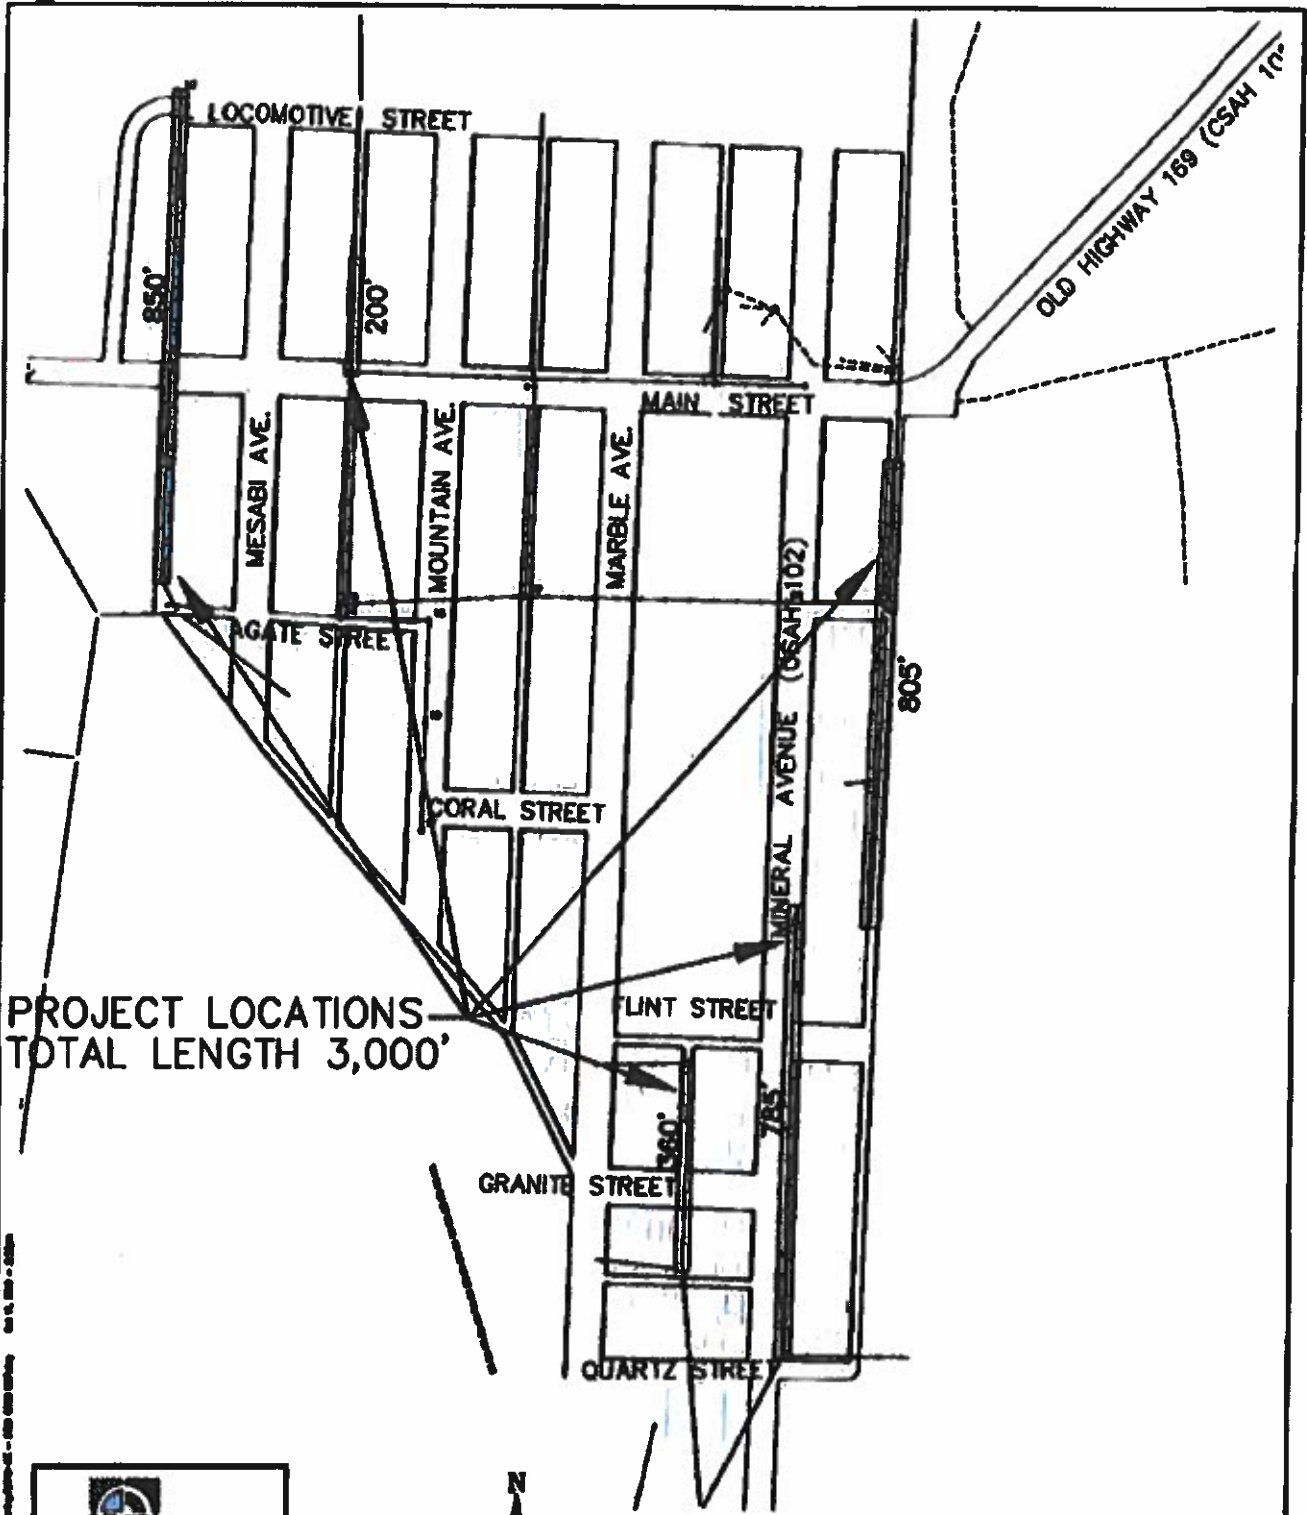 LOCOMOTIVE STREET
OLD HIGHWAY 169 (CSAH 10
850'
200'
MAIN STREET
MESABI AVE.
MOUNTAIN AVE.
MARBLE AVE.
MINERAL AVENUE (CSAH 102)
AGATE STREET
805'
CORAL STREET
PROJECT LOCATIONS
TOTAL LENGTH 3,000'
FLINT STREET
360'
785'
GRANITE STREET
QUARTZ STREET
N